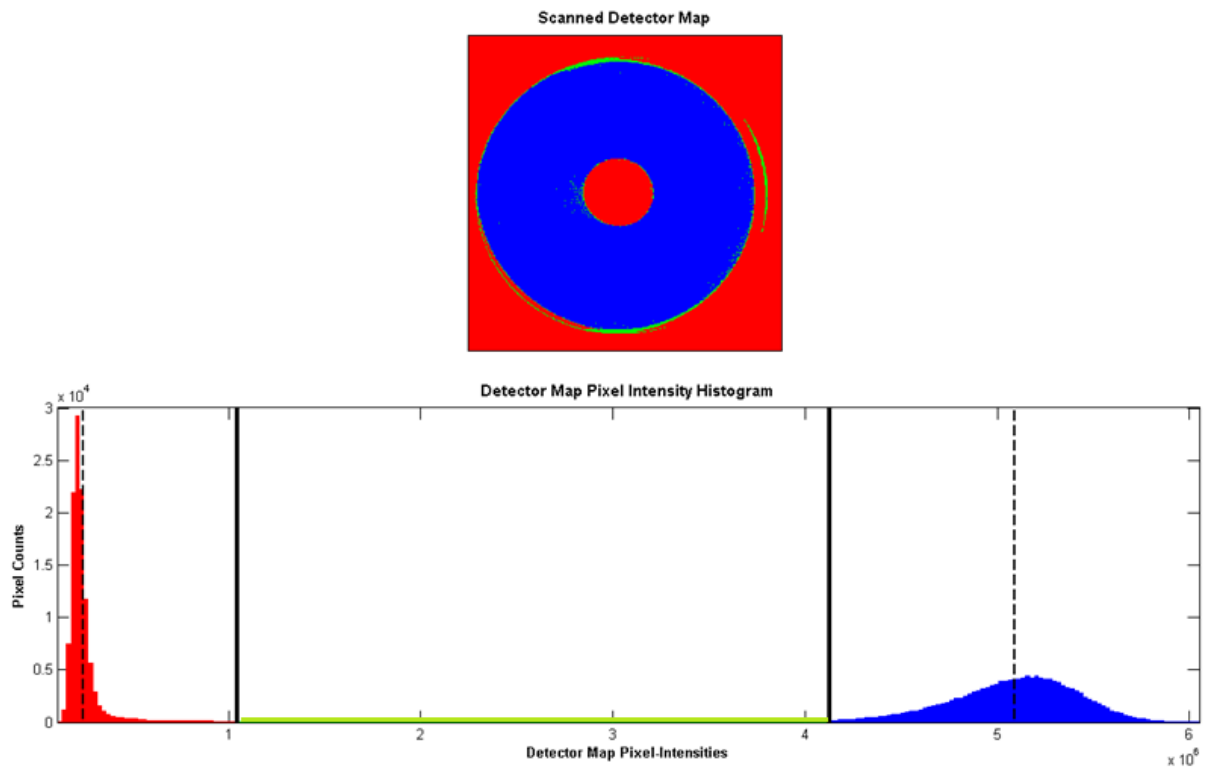 Scanned Detector Map
Detector Map Pixel Intensity Histogram
x 10^4
3
2.5
2
1.5
1
0.5
0
Pixel Counts
1 2 3 4 5 6
Detector Map Pixel-Intensities
x 10^6